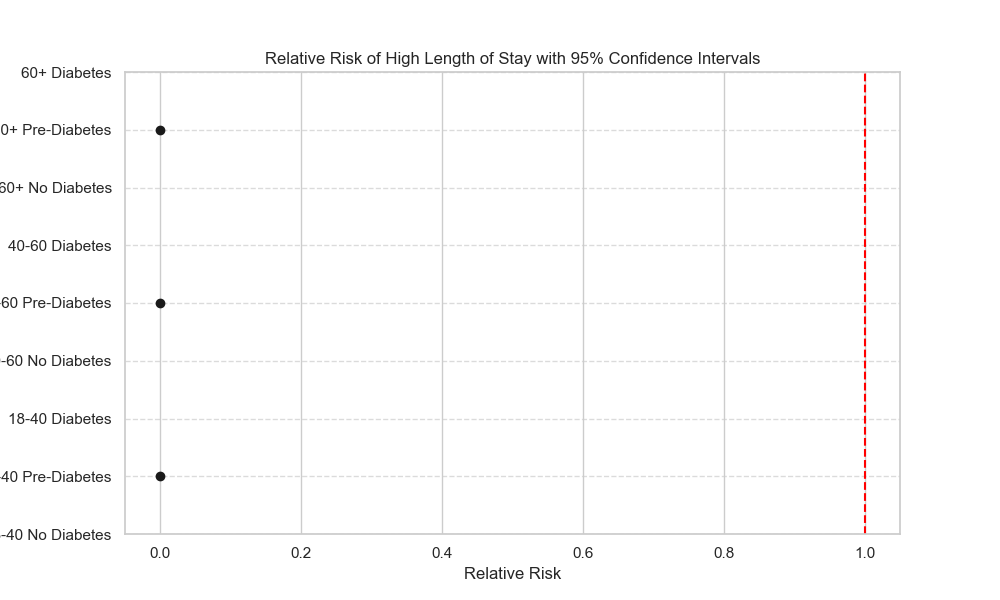 Relative Risk of High Length of Stay with 95% Confidence Intervals
60+ Diabetes
0+ Pre-Diabetes
60+ No Diabetes
40-60 Diabetes
-60 Pre-Diabetes
-60 No Diabetes
18-40 Diabetes
-40 Pre-Diabetes
-40 No Diabetes
0.0 0.2 0.4 0.6 0.8 1.0
Relative Risk